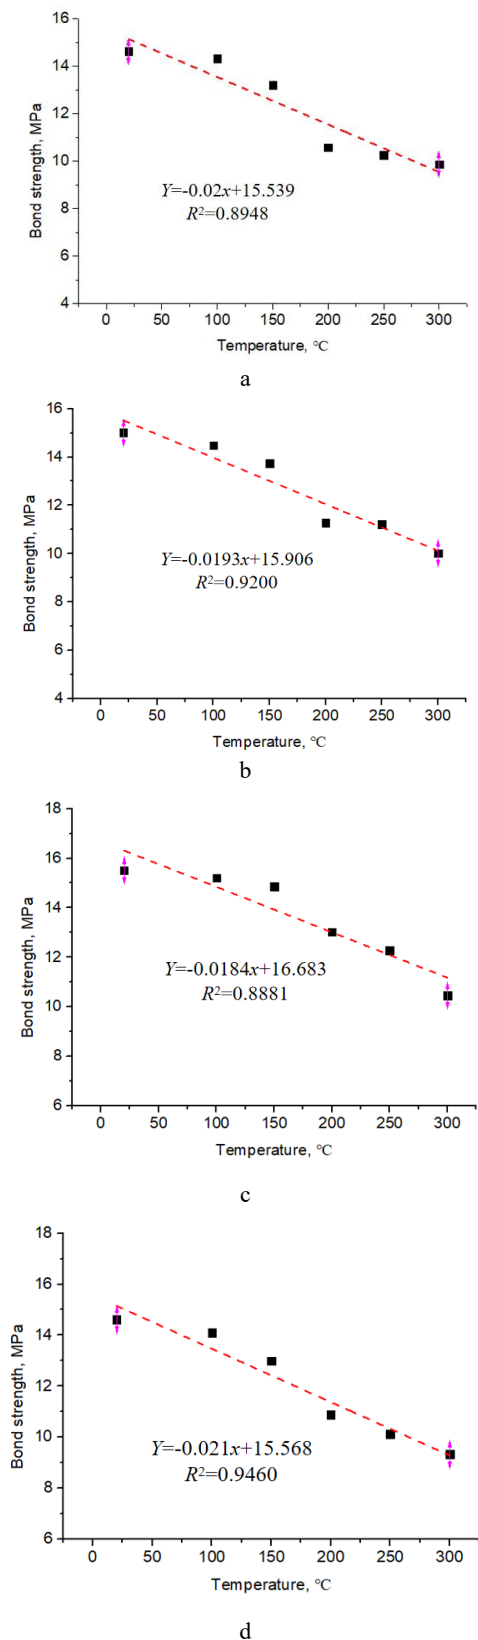 16
14
12
10
8
6
4
Bond strength, MPa
Y=-0.02x+15.539
R²=0.8948
0 50 100 150 200 250 300
Temperature, °C
a
16
14
12
10
8
6
4
Bond strength, MPa
Y=-0.0193x+15.906
R²=0.9200
0 50 100 150 200 250 300
Temperature, °C
b
18
16
14
12
10
8
6
Bond strength, MPa
Y=-0.0184x+16.683
R²=0.8881
0 50 100 150 200 250 300
Temperature, °C
c
18
16
14
12
10
8
6
Bond strength, MPa
Y=-0.021x+15.568
R²=0.9460
0 50 100 150 200 250 300
Temperature, °C
d